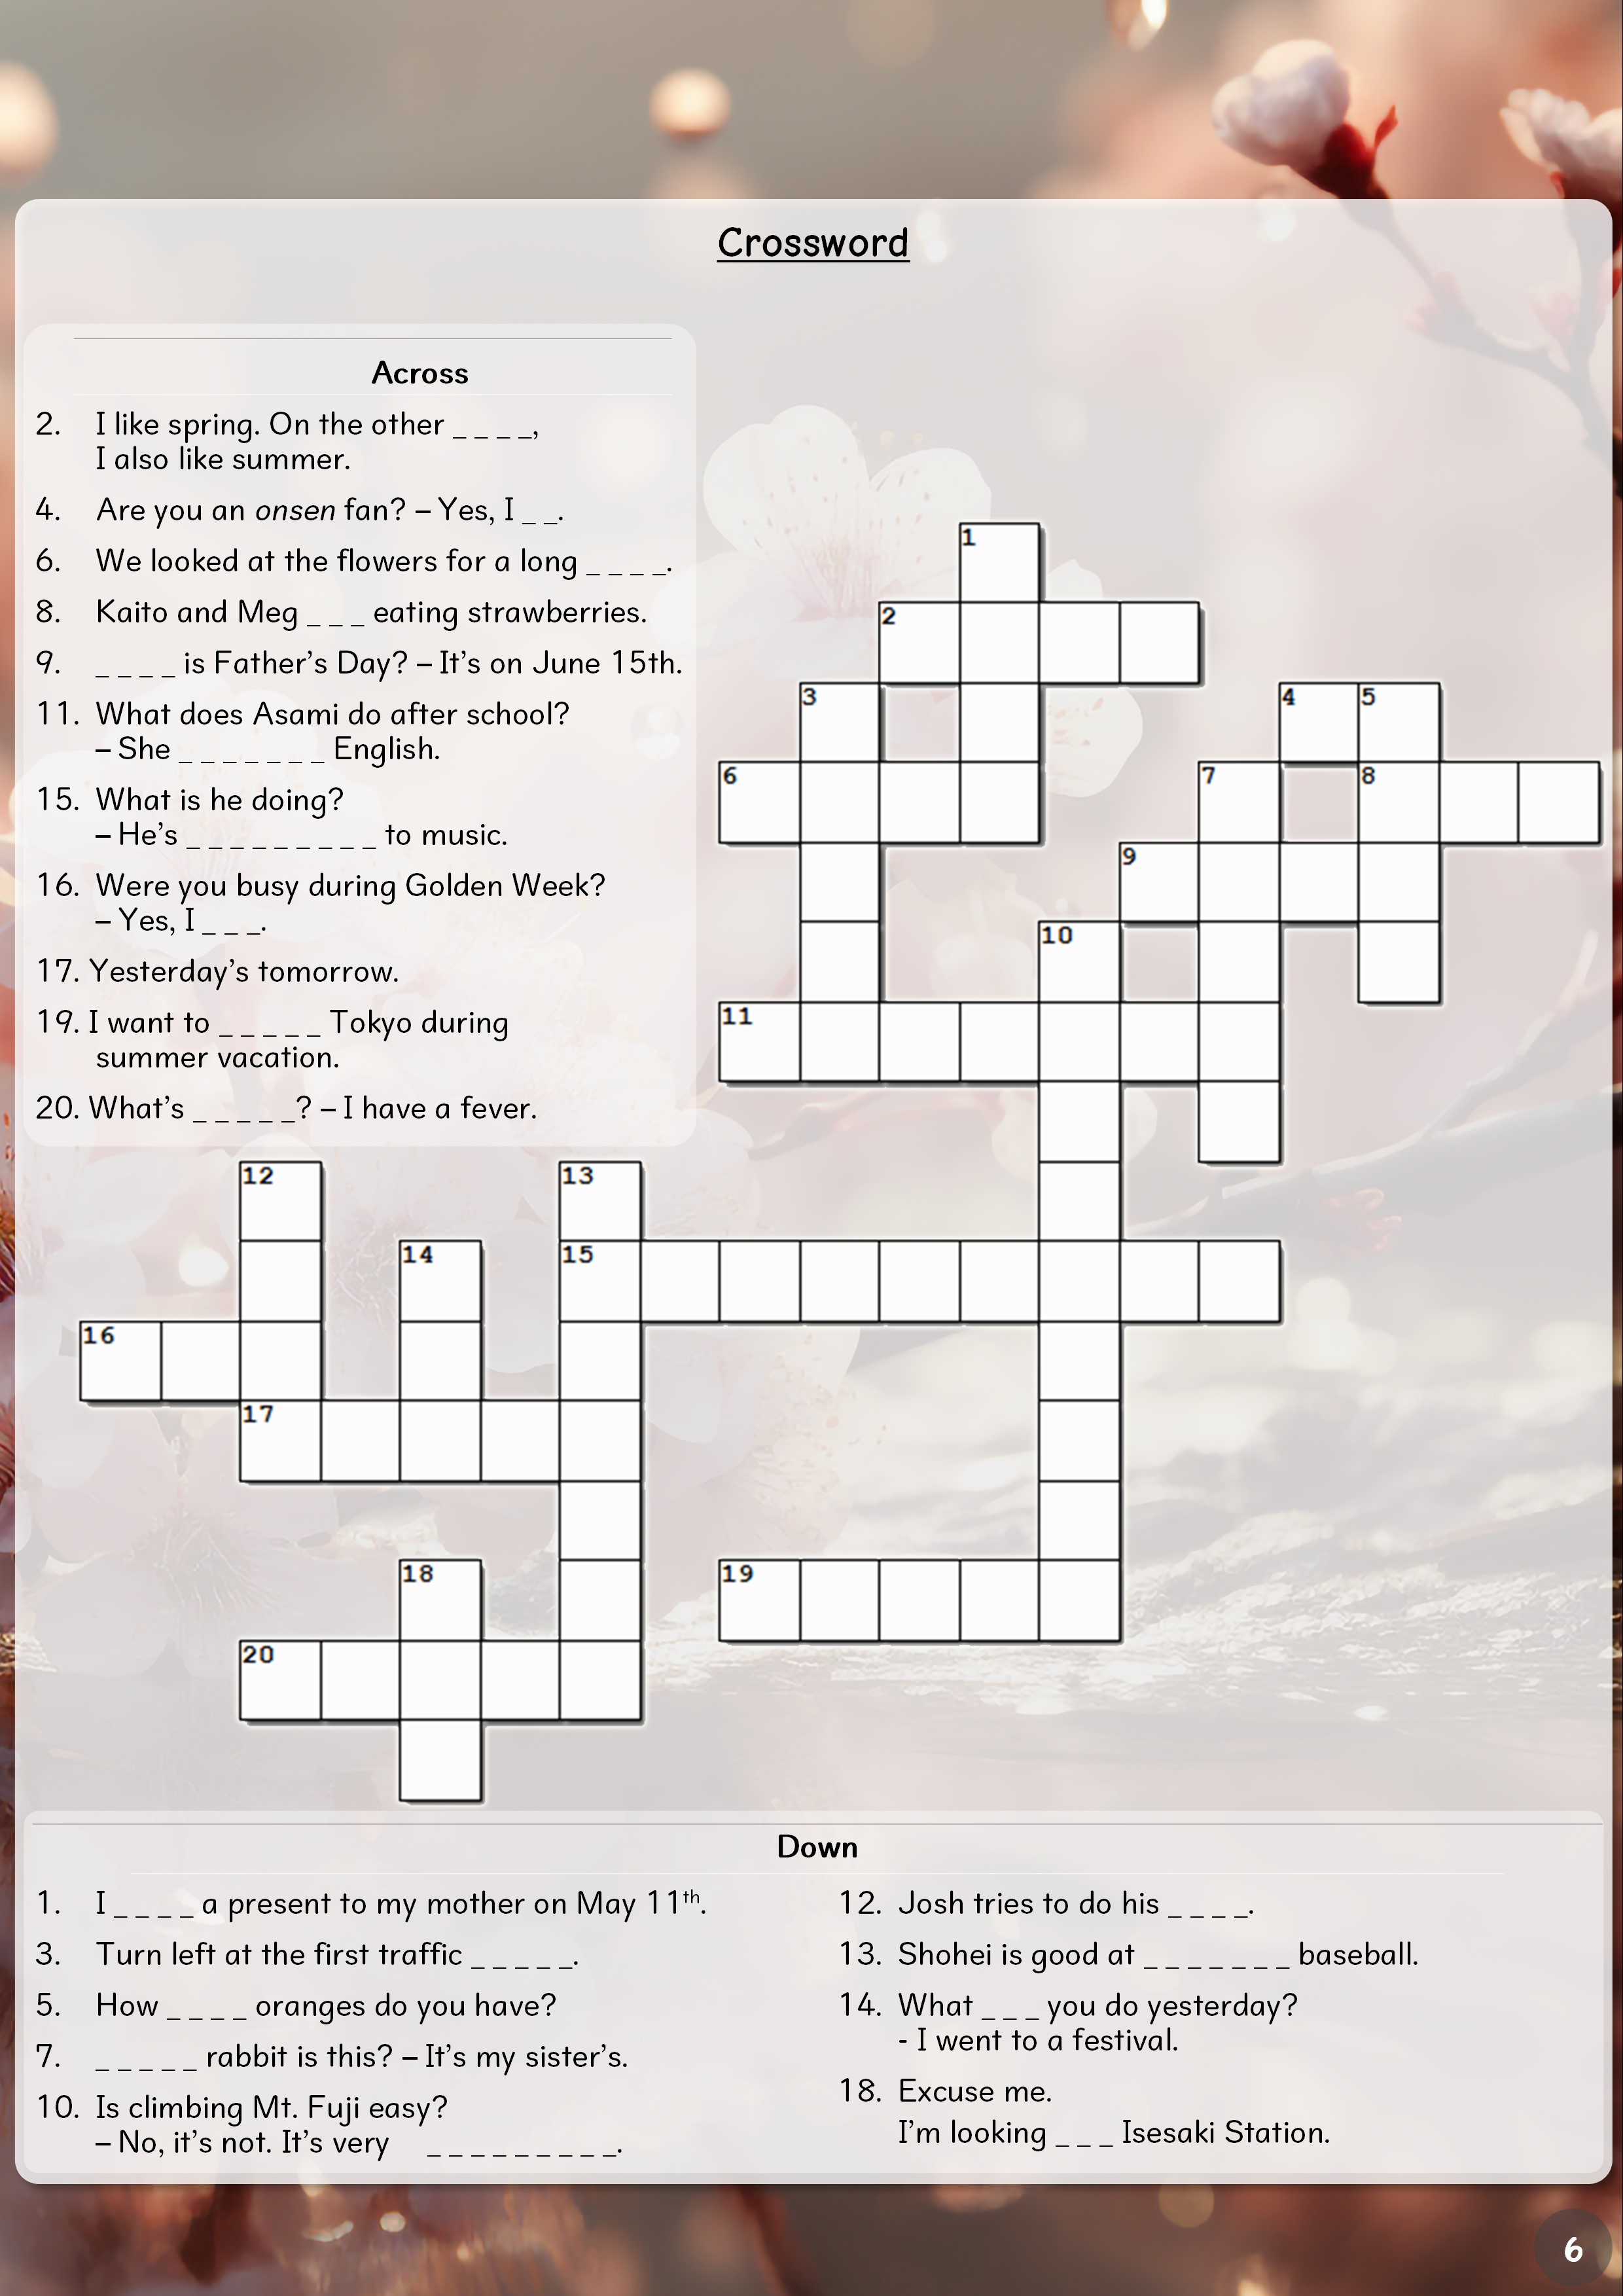 Crossword
Across
2. I like spring. On the other _ _ _ _,
I also like summer.
4. Are you an onsen fan? – Yes, I _ _.
6. We looked at the flowers for a long _ _ _ _.
8. Kaito and Meg _ _ _ eating strawberries.
9. _ _ _ _ is Father's Day? – It's on June 15th.
11. What does Asami do after school?
– She _ _ _ _ _ _ _ English.
15. What is he doing?
– He's _ _ _ _ _ _ _ _ _ to music.
16. Were you busy during Golden Week?
– Yes, I _ _ _.
17. Yesterday's tomorrow.
19. I want to _ _ _ _ _ Tokyo during
summer vacation.
20. What's _ _ _ _ _? – I have a fever.
1
2
3
4 5
6
7
8
9
10
11
12
13
14
15
16
17
18
19
20
Down
1. I _ _ _ _ a present to my mother on May 11th.
3. Turn left at the first traffic _ _ _ _ _.
5. How _ _ _ _ oranges do you have?
7. _ _ _ _ _ rabbit is this? – It's my sister's.
10. Is climbing Mt. Fuji easy?
– No, it's not. It's very _ _ _ _ _ _ _ _ _.
12. Josh tries to do his _ _ _ _.
13. Shohei is good at _ _ _ _ _ _ _ baseball.
14. What _ _ _ you do yesterday?
- I went to a festival.
18. Excuse me.
I'm looking _ _ _ Isesaki Station.
6